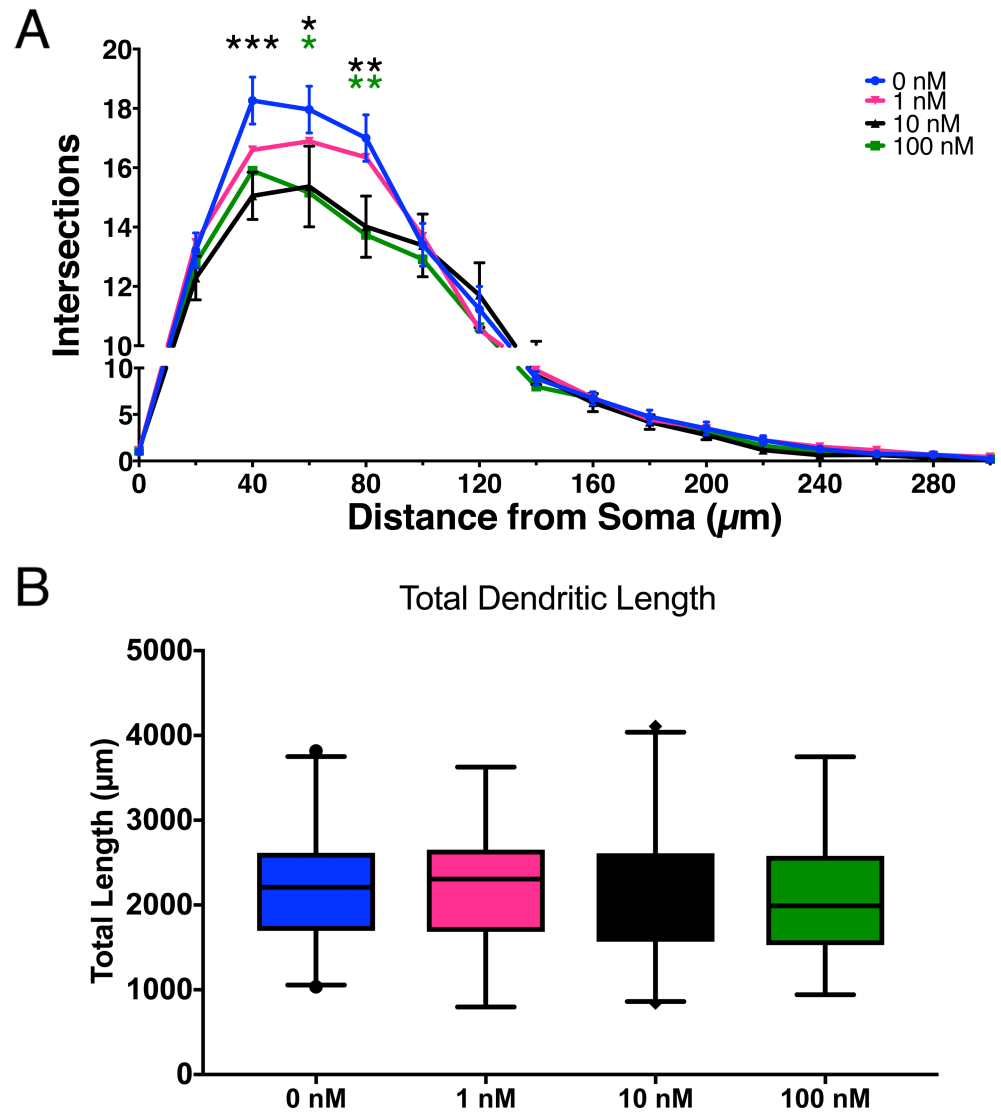 A
*
*** *
**
**
20
18
16
14
12
10
10
5
0
Intersections
0 nM
1 nM
10 nM
100 nM
0 40 80 120 160 200 240 280
Distance from Soma (µm)
B
Total Dendritic Length
5000
4000
3000
2000
1000
0
Total Length (µm)
0 nM 1 nM 10 nM 100 nM